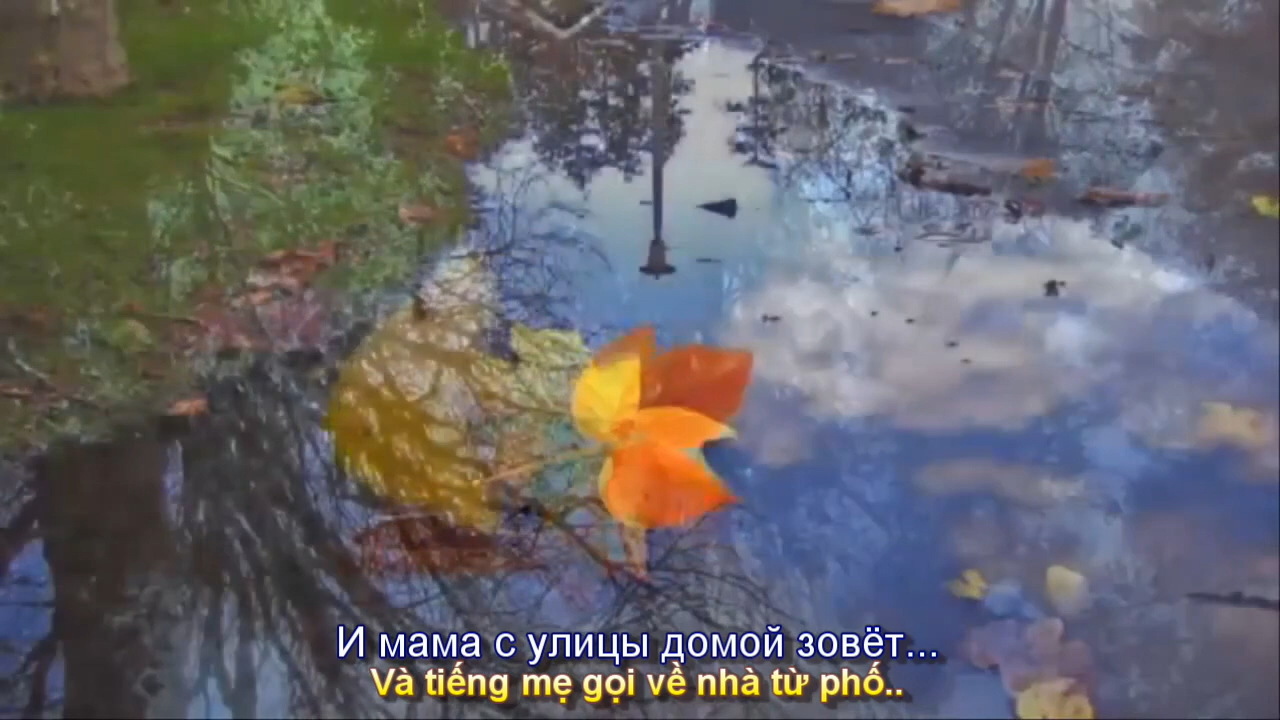 И мама с улицы домой зовёт...
Và tiếng mẹ gọi về nhà từ phố..